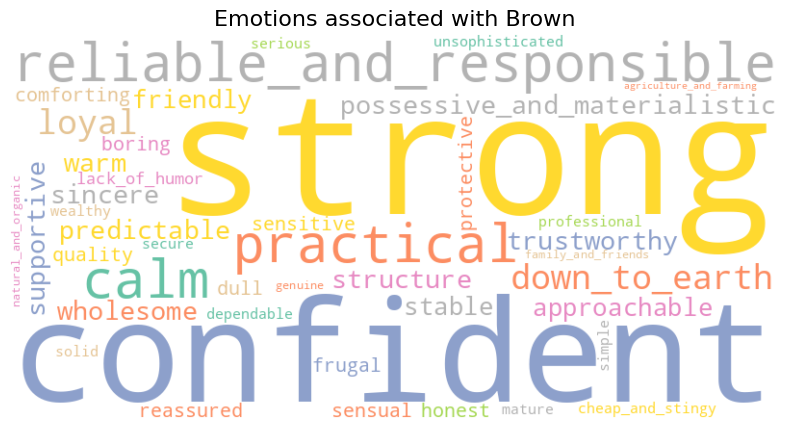 Emotions associated with Brown
serious
unsophisticated
reliable_and_responsible
agriculture_and_farming
comforting
friendly
possessive_and_materialistic
loyal
strong
boring
protective
warm
lack_of_humor
supportive
sincere
natural_and_organic
wealthy
predictable
sensitive
professional
practical
trustworthy
secure
quality
family_and_friends
calm
structure
down_to_earth
dull
genuine
wholesome
dependable
stable
approachable
confident
simple
solid
frugal
reassured
sensual
honest
mature
cheap_and_stingy